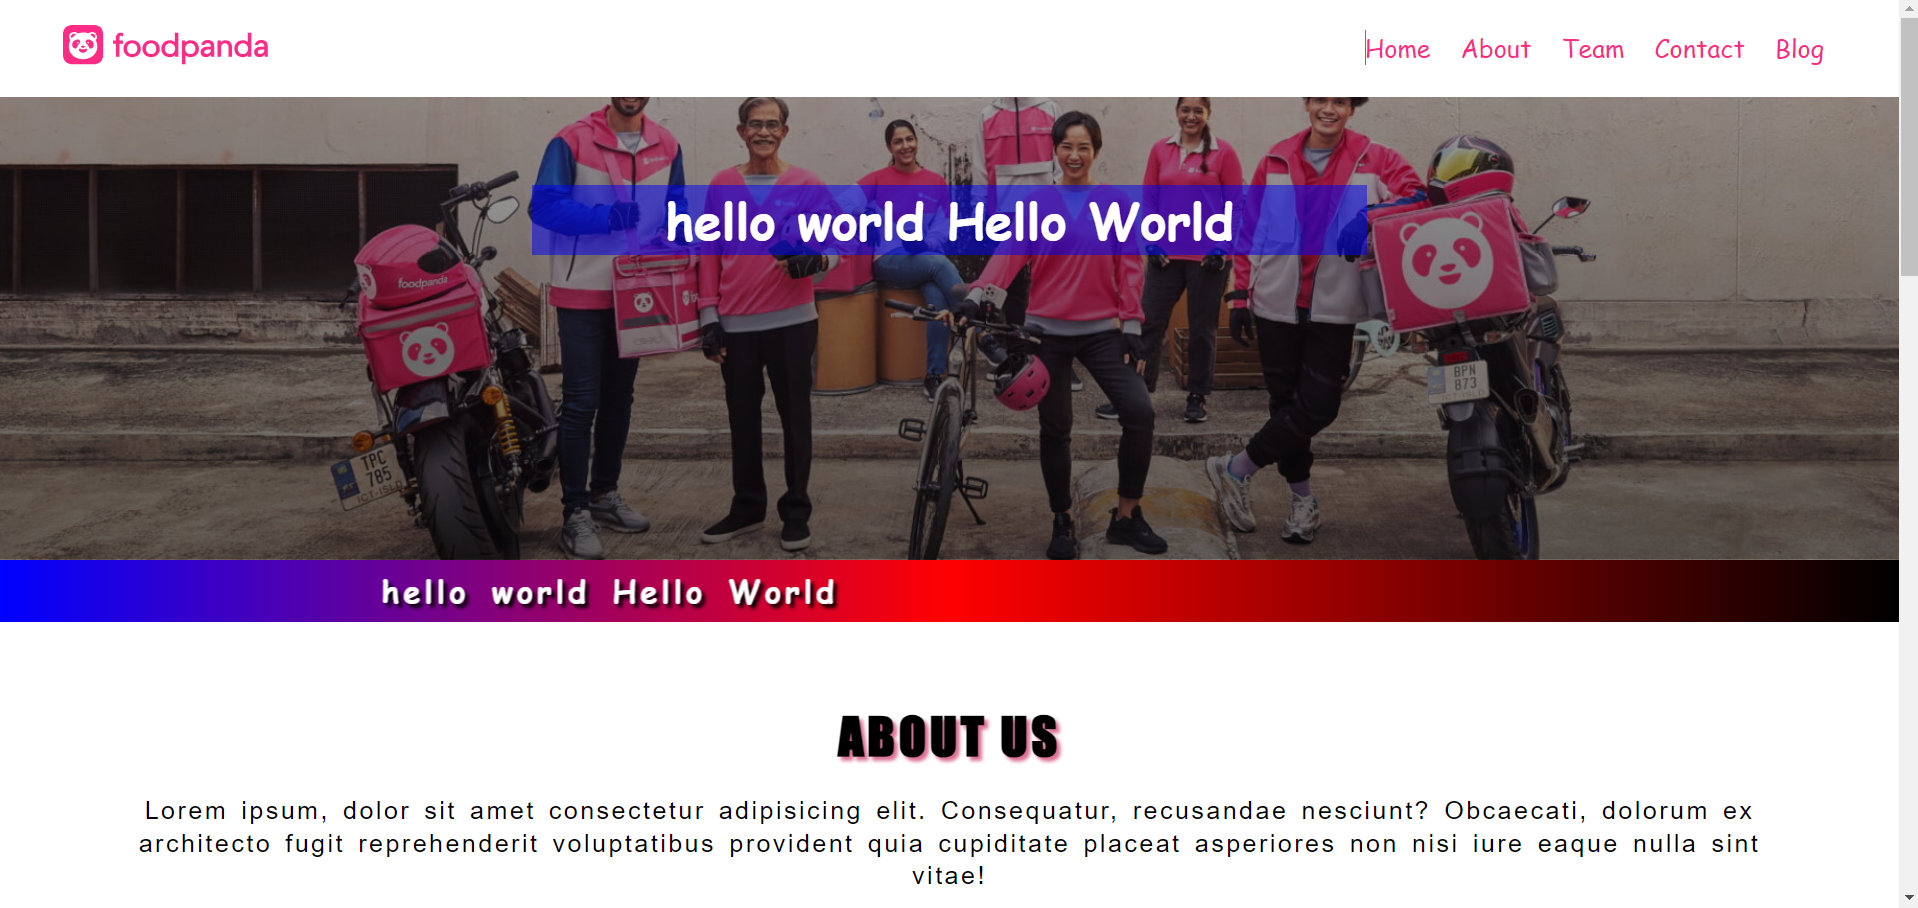 foodpanda
Home About Team Contact Blog
hello world Hello World
foodpanda
BPN
873
TPC
785
hello world Hello World
ABOUT US
Lorem ipsum, dolor sit amet consectetur adipisicing elit. Consequatur, recusandae nesciunt? Obcaecati, dolorum ex
architecto fugit reprehenderit voluptatibus provident quia cupiditate placeat asperiores non nisi iure eaque nulla sint
vitae!